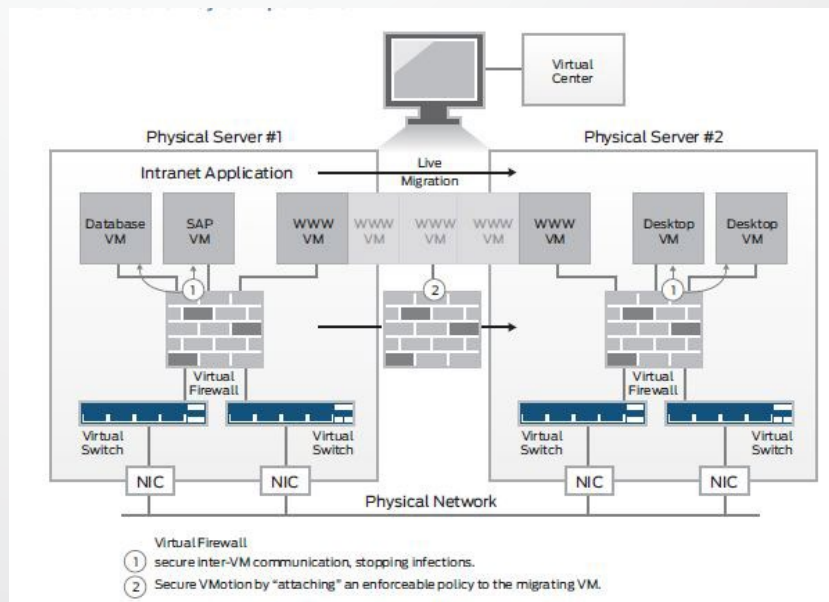 Virtual
Center
Physical Server #1
Physical Server #2
Intranet Application
Live
Migration
Database
VM
SAP
VM
WWW
VM
WWW
VM
WWW
VM
WWW
VM
WWW
VM
Desktop
VM
Desktop
VM
1
2
1
Virtual
Firewall
Virtual
Firewall
Virtual
Switch
Virtual
Switch
Virtual
Switch
Virtual
Switch
NIC
NIC
NIC
NIC
Physical Network
Virtual Firewall
1 secure inter-VM communication, stopping infections.
2 Secure VMotion by “attaching” an enforceable policy to the migrating VM.